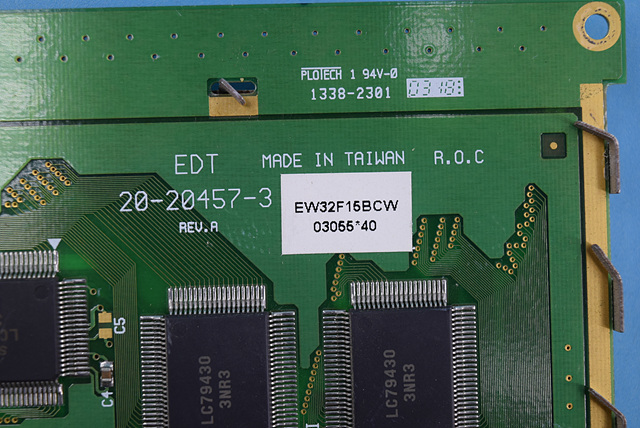 PLOTECH 1 94V-0
1338-2301
0318
EDT
MADE IN TAIWAN R.O.C
20-20457-3
REV.A
EW32F15BCW
03055*40
C5
C4
LC79430
3NR3
LC79430
3NR3